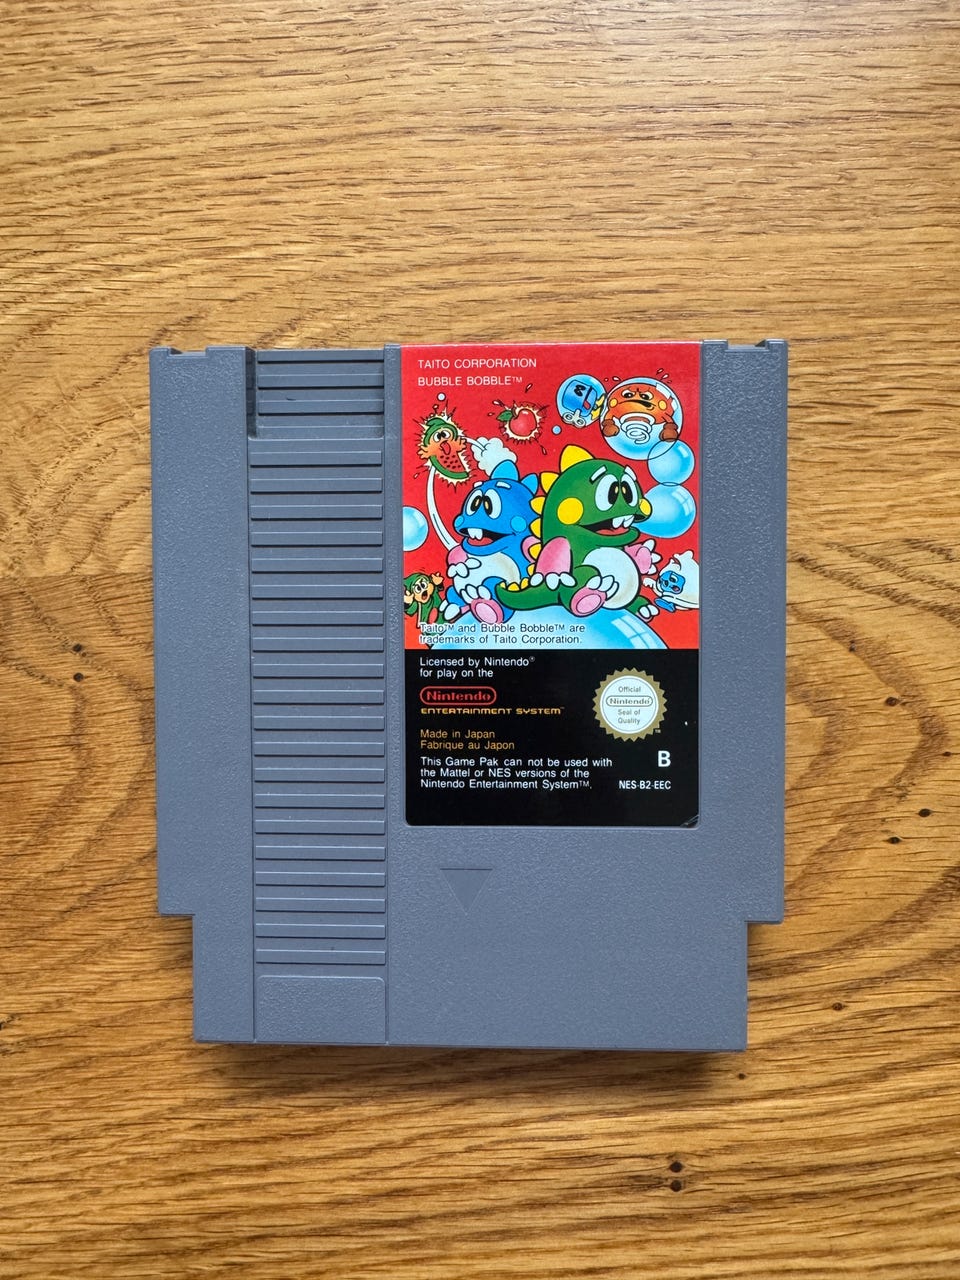 TAITO CORPORATION
BUBBLE BOBBLE™
Taito™ and Bubble Bobble™ are
trademarks of Taito Corporation.
Licensed by Nintendo®
for play on the
Nintendo
ENTERTAINMENT SYSTEM™
Official
Nintendo
Seal of
Quality
TM
Made in Japan
Fabrique au Japon
This Game Pak can not be used with
the Mattel or NES versions of the
Nintendo Entertainment System™.
B
NES-B2-EEC